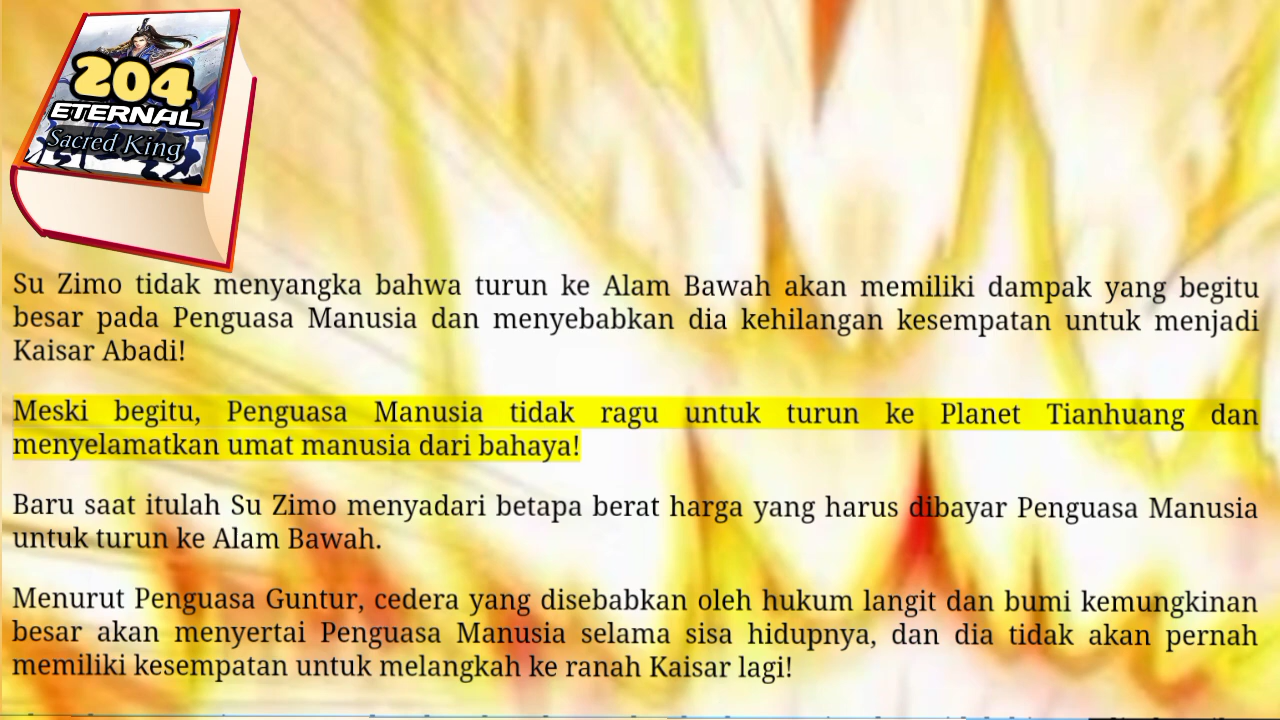 204
ETERNAL
Sacred King
Su Zimo tidak menyangka bahwa turun ke Alam Bawah akan memiliki dampak yang begitu
besar pada Penguasa Manusia dan menyebabkan dia kehilangan kesempatan untuk menjadi
Kaisar Abadi!
Meski begitu, Penguasa Manusia tidak ragu untuk turun ke Planet Tianhuang dan
menyelamatkan umat manusia dari bahaya!
Baru saat itulah Su Zimo menyadari betapa berat harga yang harus dibayar Penguasa Manusia
untuk turun ke Alam Bawah.
Menurut Penguasa Guntur, cedera yang disebabkan oleh hukum langit dan bumi kemungkinan
besar akan menyertai Penguasa Manusia selama sisa hidupnya, dan dia tidak akan pernah
memiliki kesempatan untuk melangkah ke ranah Kaisar lagi!